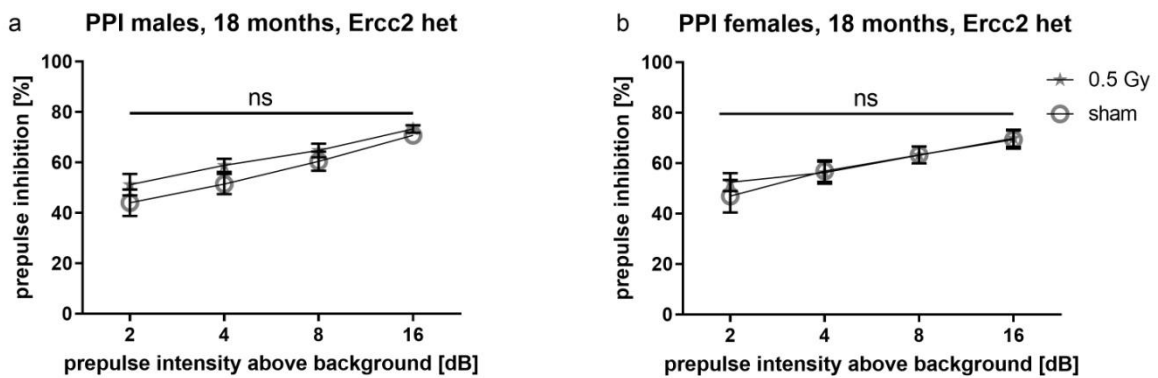 a
PPI males, 18 months, Ercc2 het
prepulse inhibition [%]
100
80
60
40
20
0
ns
2 4 8 16
prepulse intensity above background [dB]
b
PPI females, 18 months, Ercc2 het
prepulse inhibition [%]
100
80
60
40
20
0
ns
2 4 8 16
prepulse intensity above background [dB]
0.5 Gy
sham